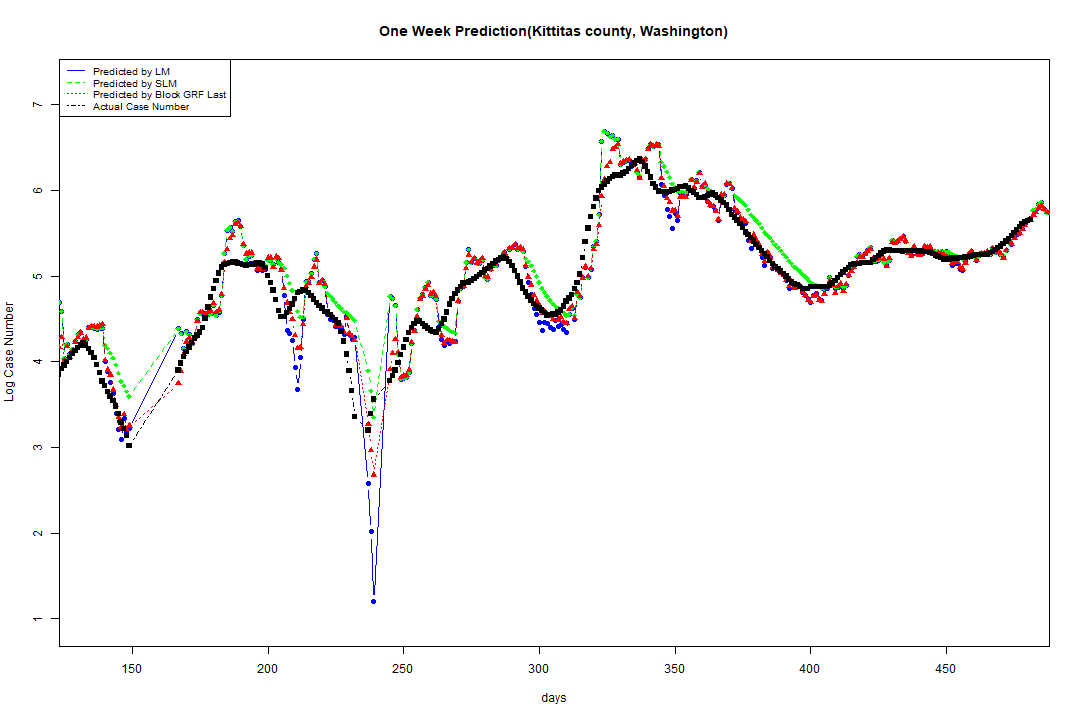 One Week Prediction(Kittitas county, Washington)
Predicted by LM
Predicted by SLM
Predicted by Block GRF Last
Actual Case Number
Log Case Number
7
6
5
4
3
2
1
150 200 250 300 350 400 450
days